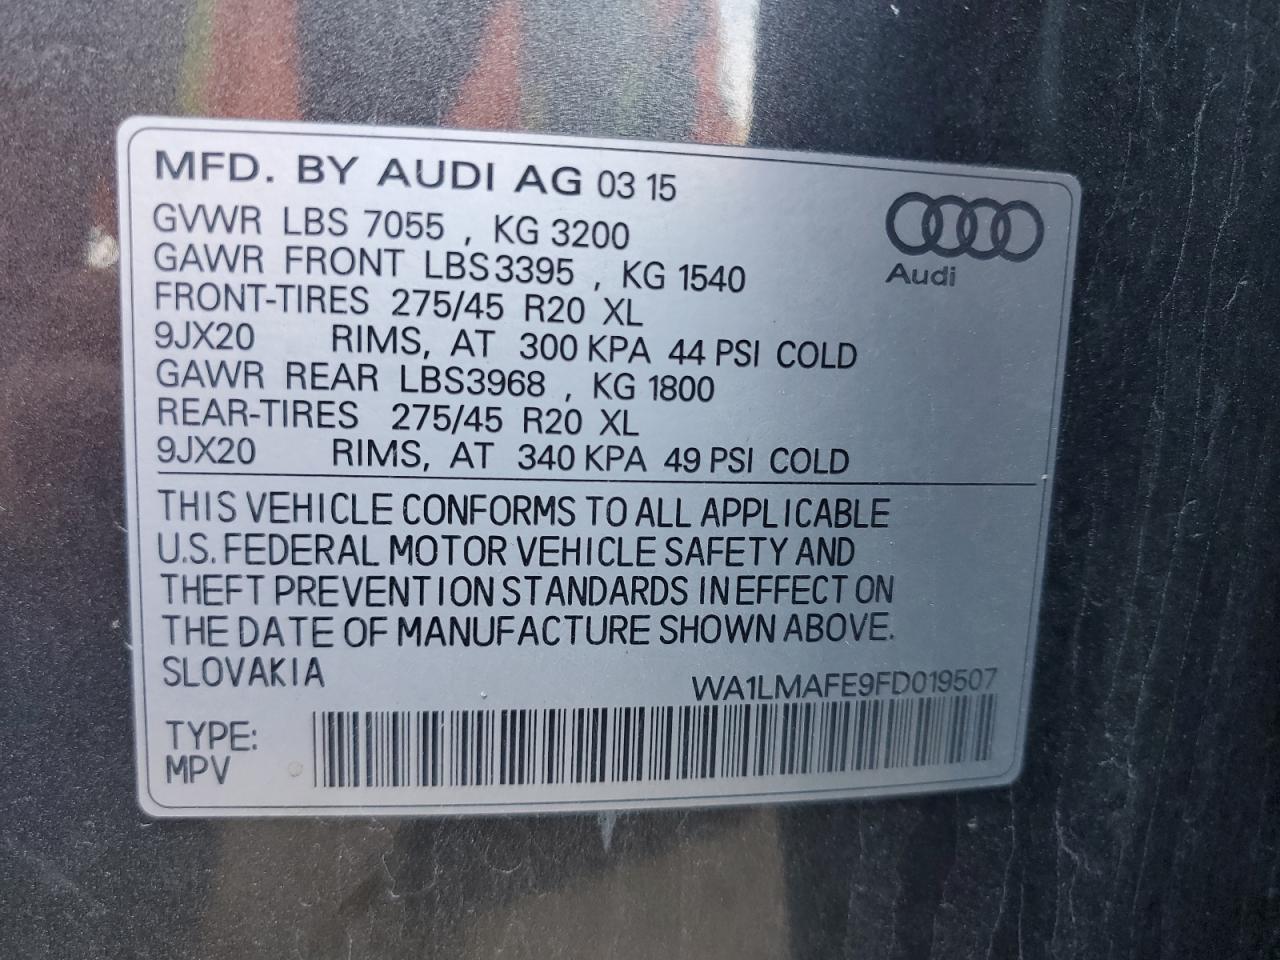 MFD. BY AUDI AG 03 15
Audi
GVWR LBS 7055 , KG 3200
GAWR FRONT LBS3395 , KG 1540
FRONT-TIRES 275/45 R20 XL
9JX20 RIMS, AT 300 KPA 44 PSI COLD
GAWR REAR LBS3968 , KG 1800
REAR-TIRES 275/45 R20 XL
9JX20 RIMS, AT 340 KPA 49 PSI COLD
THIS VEHICLE CONFORMS TO ALL APPLICABLE
U.S. FEDERAL MOTOR VEHICLE SAFETY AND
THEFT PREVENTION STANDARDS IN EFFECT ON
THE DATE OF MANUFACTURE SHOWN ABOVE.
SLOVAKIA
WA1LMAFE9FD019507
TYPE:
MPV